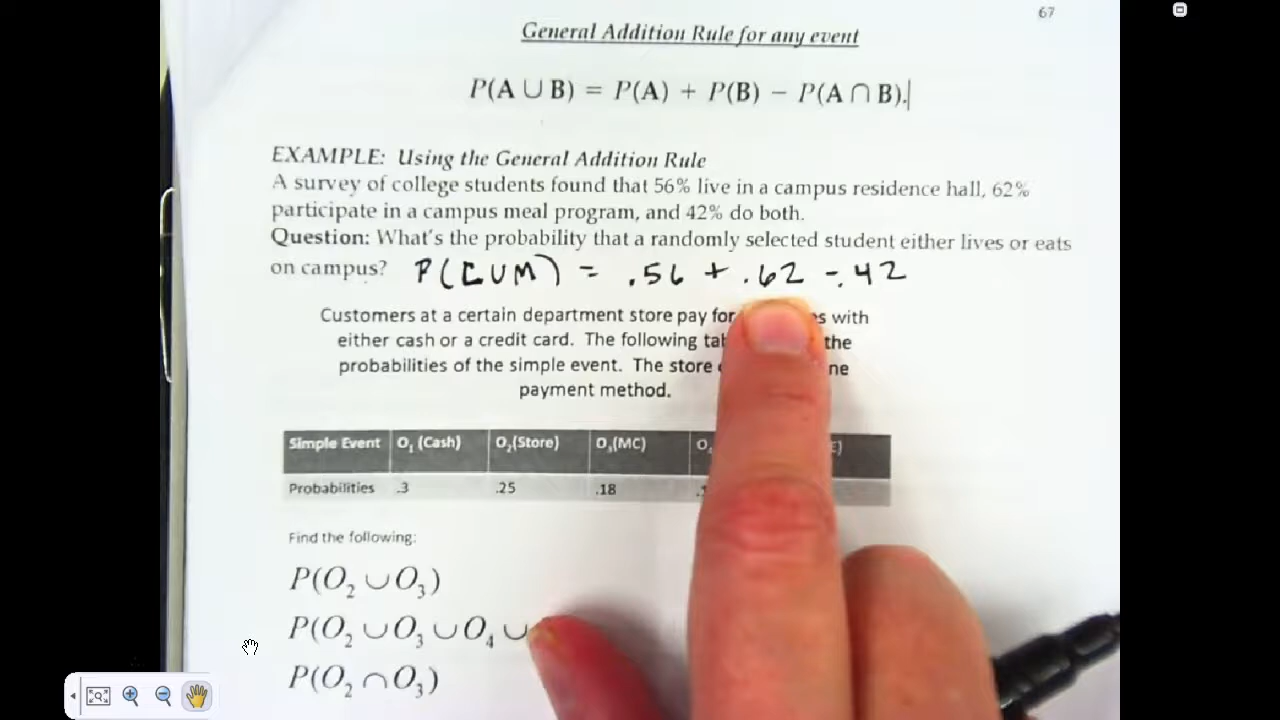 67
General Addition Rule for any event
P(A ∪ B) = P(A) + P(B) − P(A ∩ B).
EXAMPLE: Using the General Addition Rule
A survey of college students found that 56% live in a campus residence hall, 62%
participate in a campus meal program, and 42% do both.
Question: What's the probability that a randomly selected student either lives or eats
on campus? P(L∪M) = .56 + .62 -.42
Customers at a certain department store pay for with
either cash or a credit card. The following the
probabilities of the simple event. The store
payment method.
Simple Event O₁ (Cash) O₂(Store) O₃(MC)
Probabilities .3 .25 .18
Find the following:
P(O₂ ∪ O₃)
P(O₂ ∪ O₃ ∪ O₄ ∪
P(O₂ ∩ O₃)